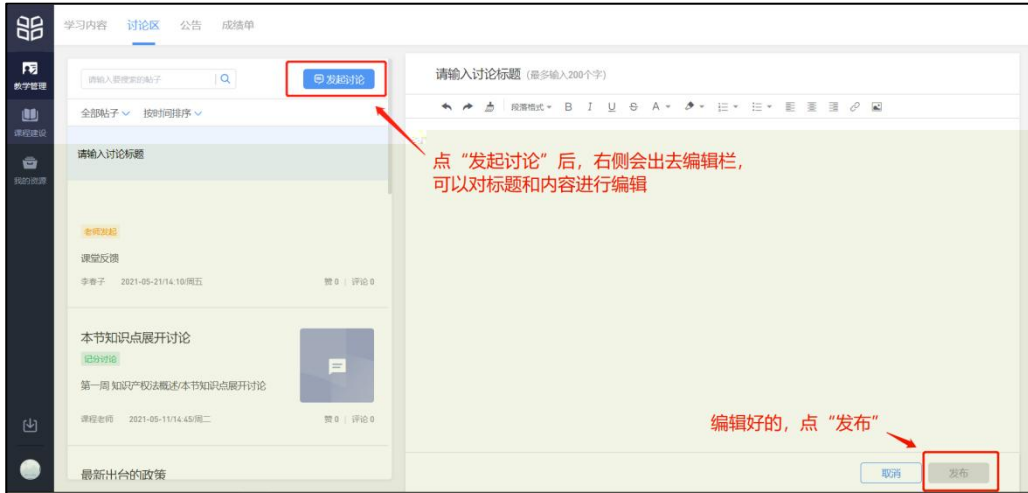 学习内容 讨论区 公告 成绩单
教学管理
课程建设
我的资源
请输入要搜索的帖子
发起讨论
全部帖子 按时间排序
请输入讨论标题
老师发起
课堂反馈
李春子 2021-05-21/14:10/周五 赞 0 | 评论 0
本节知识点展开讨论
记分讨论
第一周 知识产权法概述/本节知识点展开讨论
课程老师 2021-05-11/14:45/周二 赞 0 | 评论 0
最新出台的政策
请输入讨论标题 (最多输入200个字)
段落格式 B I U S A
点“发起讨论”后，右侧会出去编辑栏，
可以对标题和内容进行编辑
编辑好的，点“发布”
取消 发布